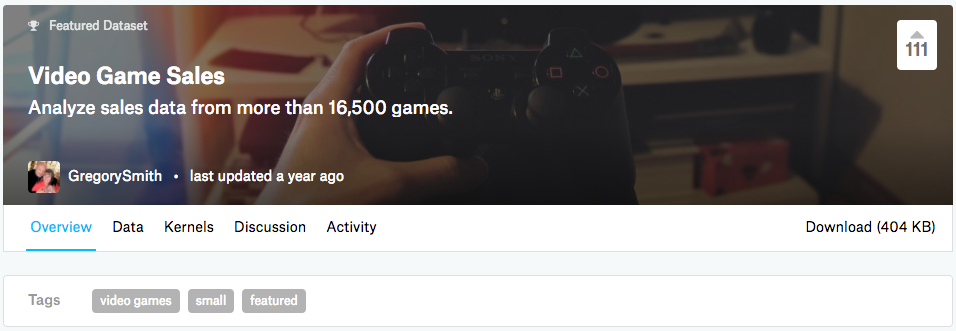 Featured Dataset
111
Video Game Sales
Analyze sales data from more than 16,500 games.
SONY
GregorySmith • last updated a year ago
Overview Data Kernels Discussion Activity Download (404 KB)
Tags video games small featured